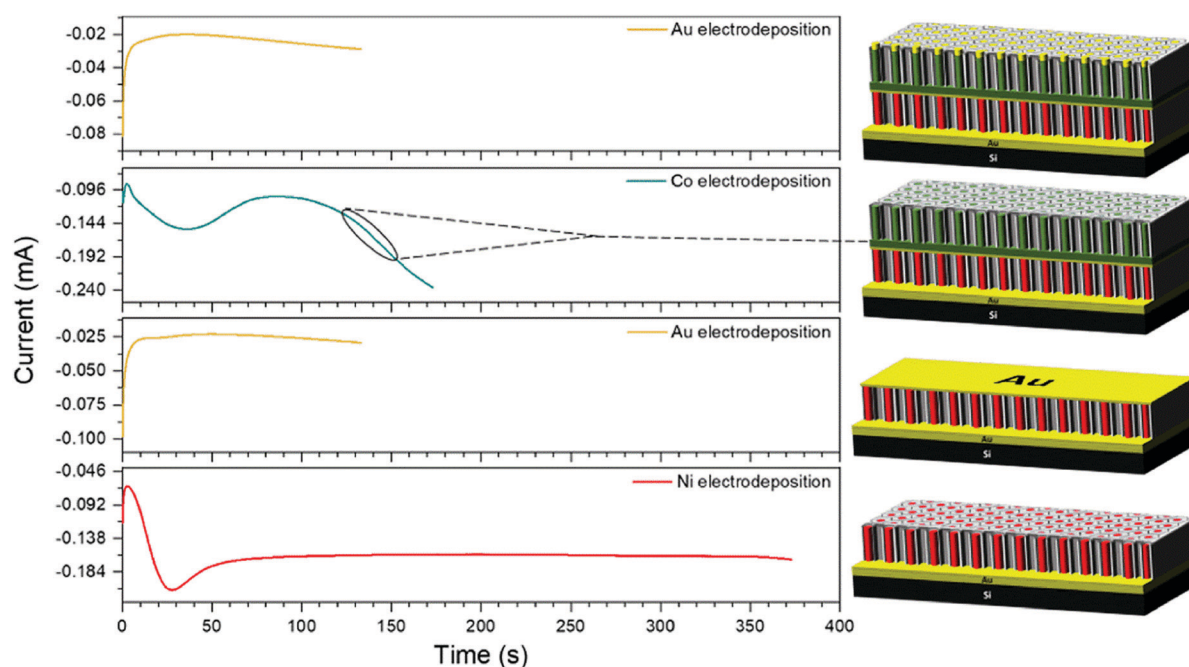 Au electrodeposition
-0.02
-0.04
-0.06
-0.08
Au
Si
Co electrodeposition
-0.096
-0.144
-0.192
-0.240
Au
Si
Au electrodeposition
-0.025
-0.050
-0.075
-0.100
Au
Au
Si
Ni electrodeposition
-0.046
-0.092
-0.138
-0.184
Au
Si
0 50 100 150 200 250 300 350 400
Time (s)
Current (mA)